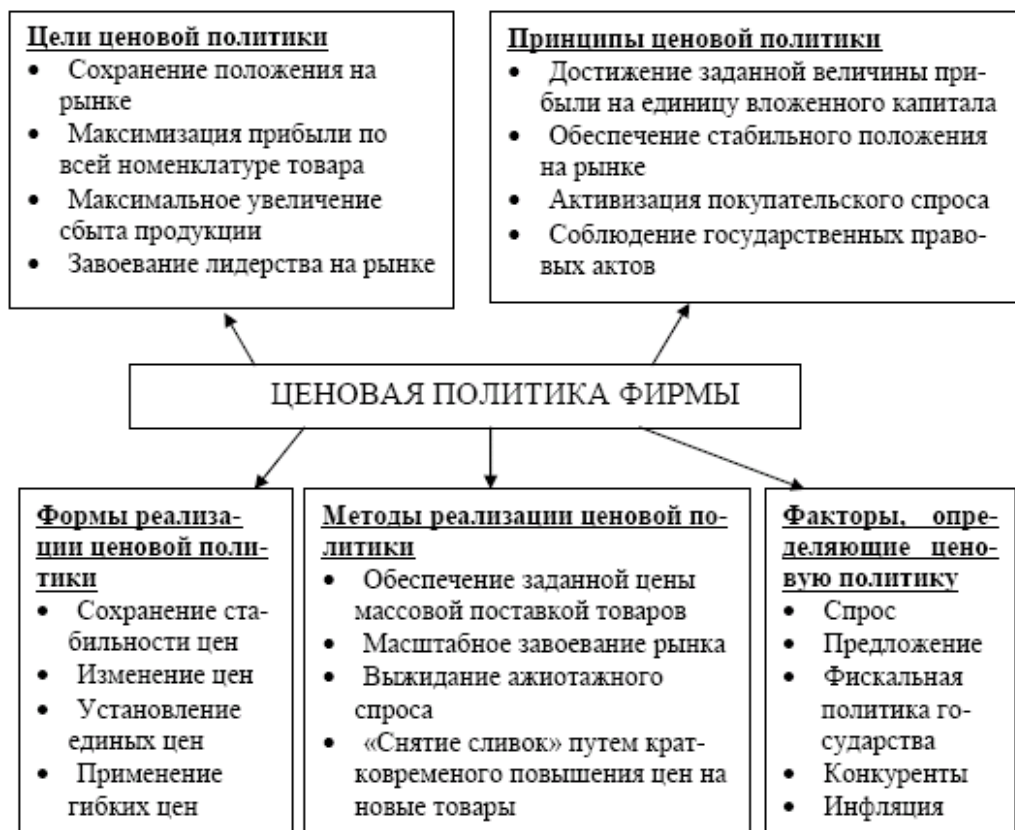 Цели ценовой политики
• Сохранение положения на
рынке
• Максимизация прибыли по
всей номенклатуре товара
• Максимальное увеличение
сбыта продукции
• Завоевание лидерства на рынке
Принципы ценовой политики
• Достижение заданной величины при-
были на единицу вложенного капитала
• Обеспечение стабильного положения
на рынке
• Активизация покупательского спроса
• Соблюдение государственных право-
вых актов
ЦЕНОВАЯ ПОЛИТИКА ФИРМЫ
Формы реализа-
ции ценовой поли-
тики
• Сохранение ста-
бильности цен
• Изменение цен
• Установление
единых цен
• Применение
гибких цен
Методы реализации ценовой по-
литики
• Обеспечение заданной цены
массовой поставкой товаров
• Масштабное завоевание рынка
• Выжидание ажиотажного
спроса
• «Снятие сливок» путем крат-
ковременого повышения цен на
новые товары
Факторы, опре-
деляющие цено-
вую политику
• Спрос
• Предложение
• Фискальная
политика го-
сударства
• Конкуренты
• Инфляция